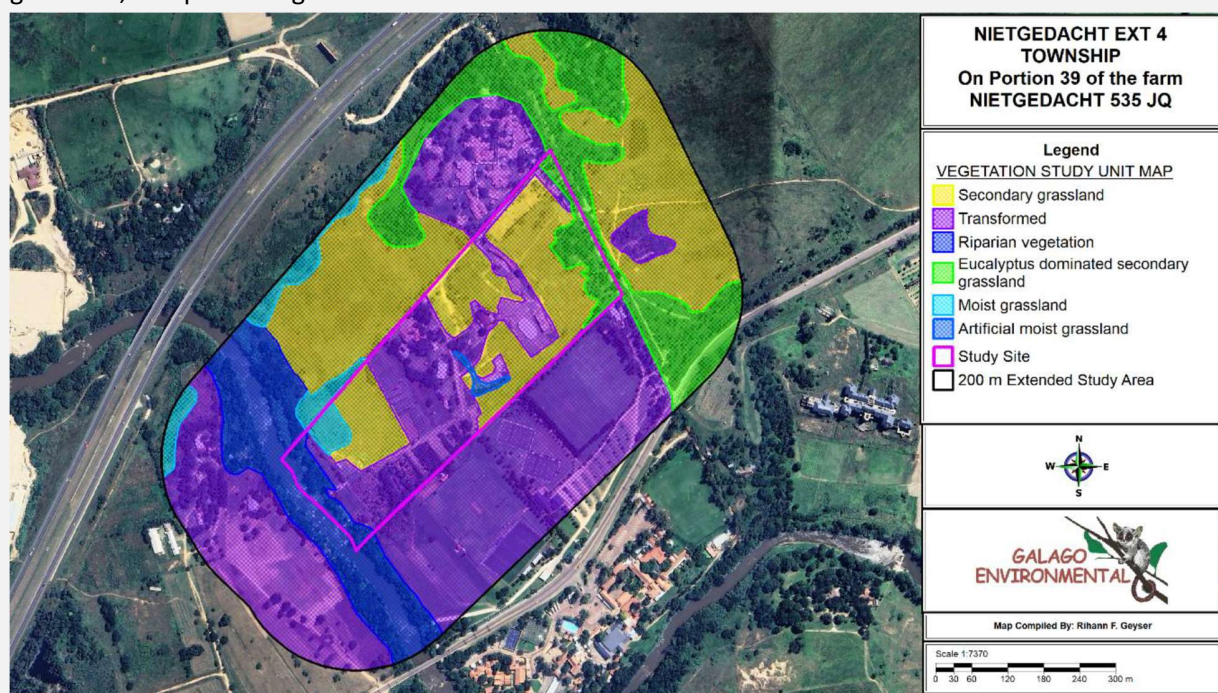 NIETGEDACHT EXT 4
TOWNSHIP
On Portion 39 of the farm
NIETGEDACHT 535 JQ
Legend
VEGETATION STUDY UNIT MAP
Secondary grassland
Transformed
Riparian vegetation
Eucalyptus dominated secondary
grassland
Moist grassland
Artificial moist grassland
Study Site
200 m Extended Study Area
N
W E
S
GALAGO
ENVIRONMENTAL
Map Compiled By: Rihann F. Geyser
Scale 1:7370
0 30 60 120 180 240 300 m